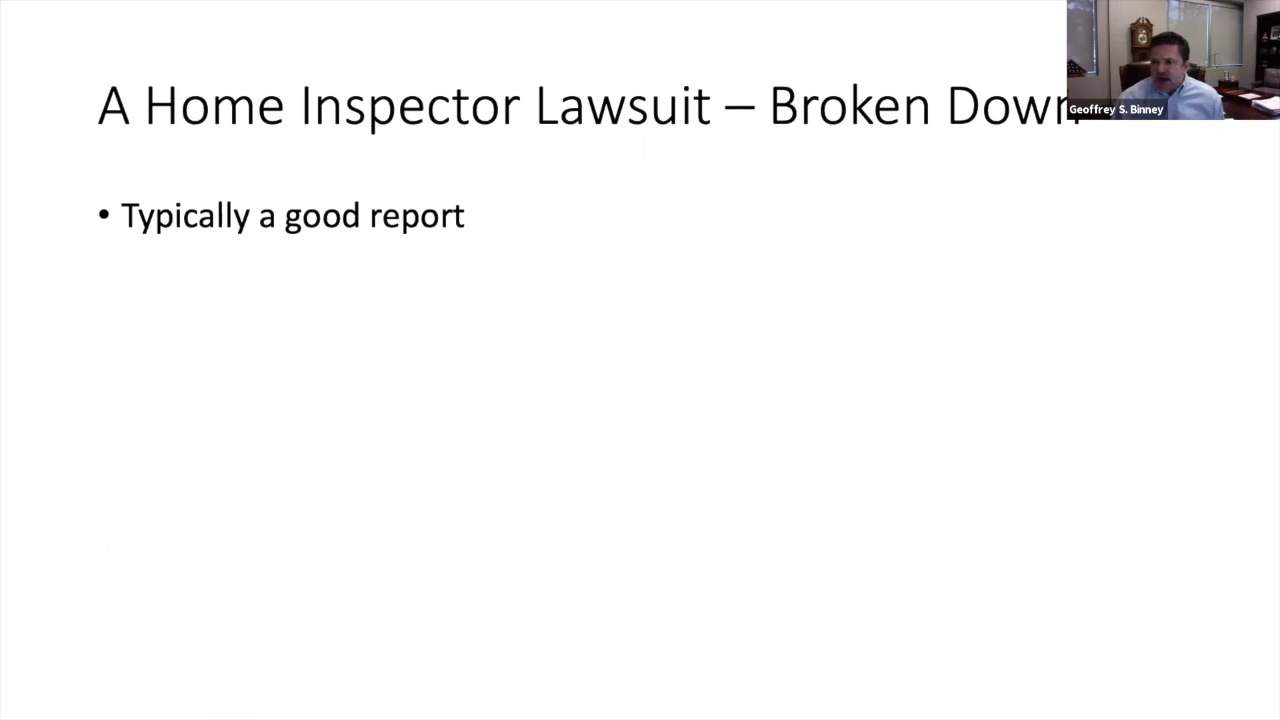 A Home Inspector Lawsuit – Broken Down
Geoffrey S. Binney
• Typically a good report